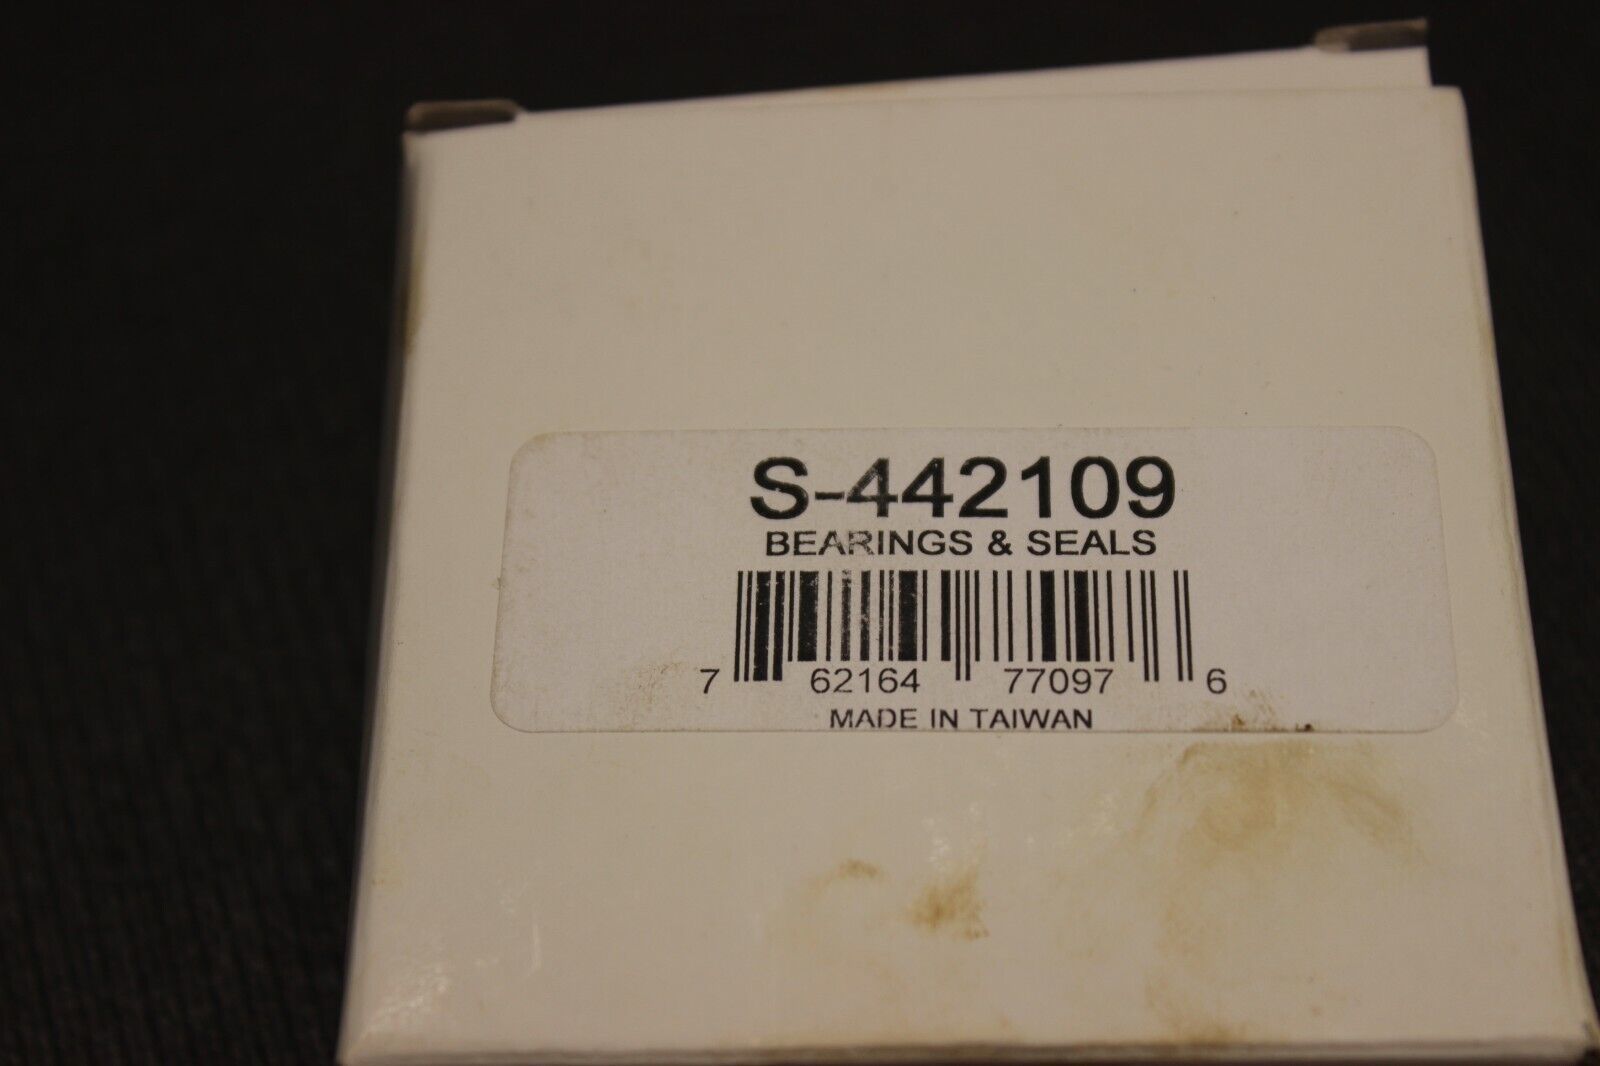 S-442109
BEARINGS & SEALS
7 62164 77097 6
MADE IN TAIWAN